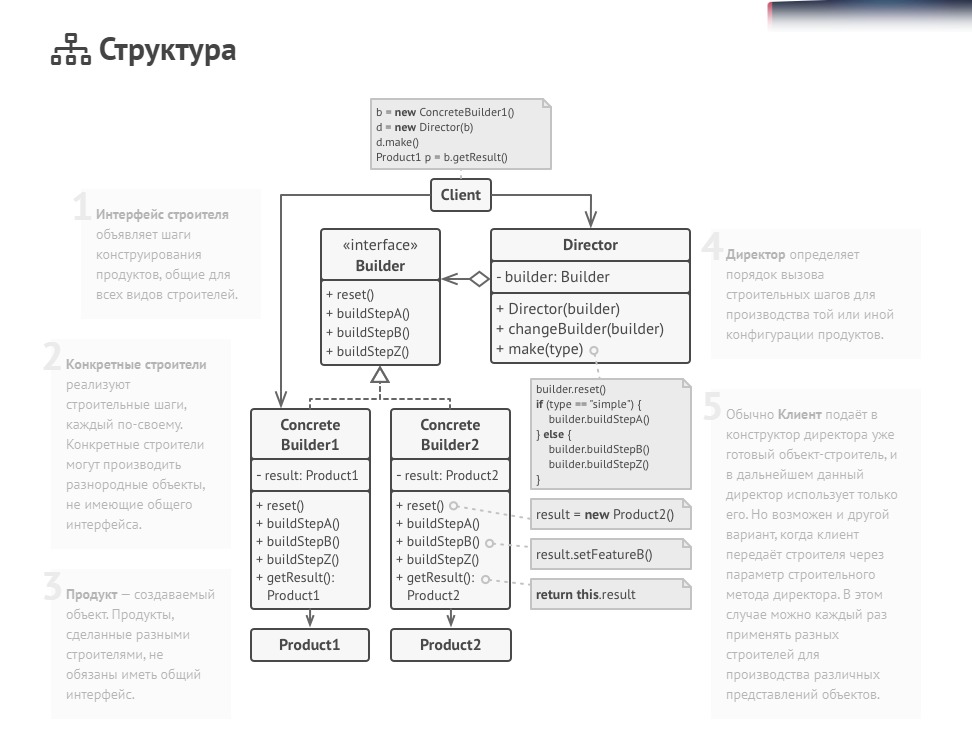 Структура
b = new ConcreteBuilder1()
d = new Director(b)
d.make()
Product1 p = b.getResult()
Client
1
Интерфейс строителя
объявляет шаги
конструирования
продуктов, общие для
всех видов строителей.
«interface»
Builder
+ reset()
+ buildStepA()
+ buildStepB()
+ buildStepZ()
Director
- builder: Builder
+ Director(builder)
+ changeBuilder(builder)
+ make(type)
4
Директор определяет
порядок вызова
строительных шагов для
производства той или иной
конфигурации продуктов.
2
Конкретные строители
реализуют
строительные шаги,
каждый по-своему.
Конкретные строители
могут производить
разнородные объекты,
не имеющие общего
интерфейса.
builder.reset()
if (type == "simple") {
builder.buildStepA()
} else {
builder.buildStepB()
builder.buildStepZ()
}
Concrete
Builder1
- result: Product1
+ reset()
+ buildStepA()
+ buildStepB()
+ buildStepZ()
+ getResult():
Product1
Concrete
Builder2
- result: Product2
+ reset()
+ buildStepA()
+ buildStepB()
+ buildStepZ()
+ getResult():
Product2
result = new Product2()
result.setFeatureB()
return this.result
5
Обычно Клиент подаёт в
конструктор директора уже
готовый объект-строитель, и
в дальнейшем данный
директор использует только
его. Но возможен и другой
вариант, когда клиент
передаёт строителя через
параметр строительного
метода директора. В этом
случае можно каждый раз
применять разных
строителей для
производства различных
представлений объектов.
3
Продукт — создаваемый
объект. Продукты,
сделанные разными
строителями, не
обязаны иметь общий
интерфейс.
Product1
Product2